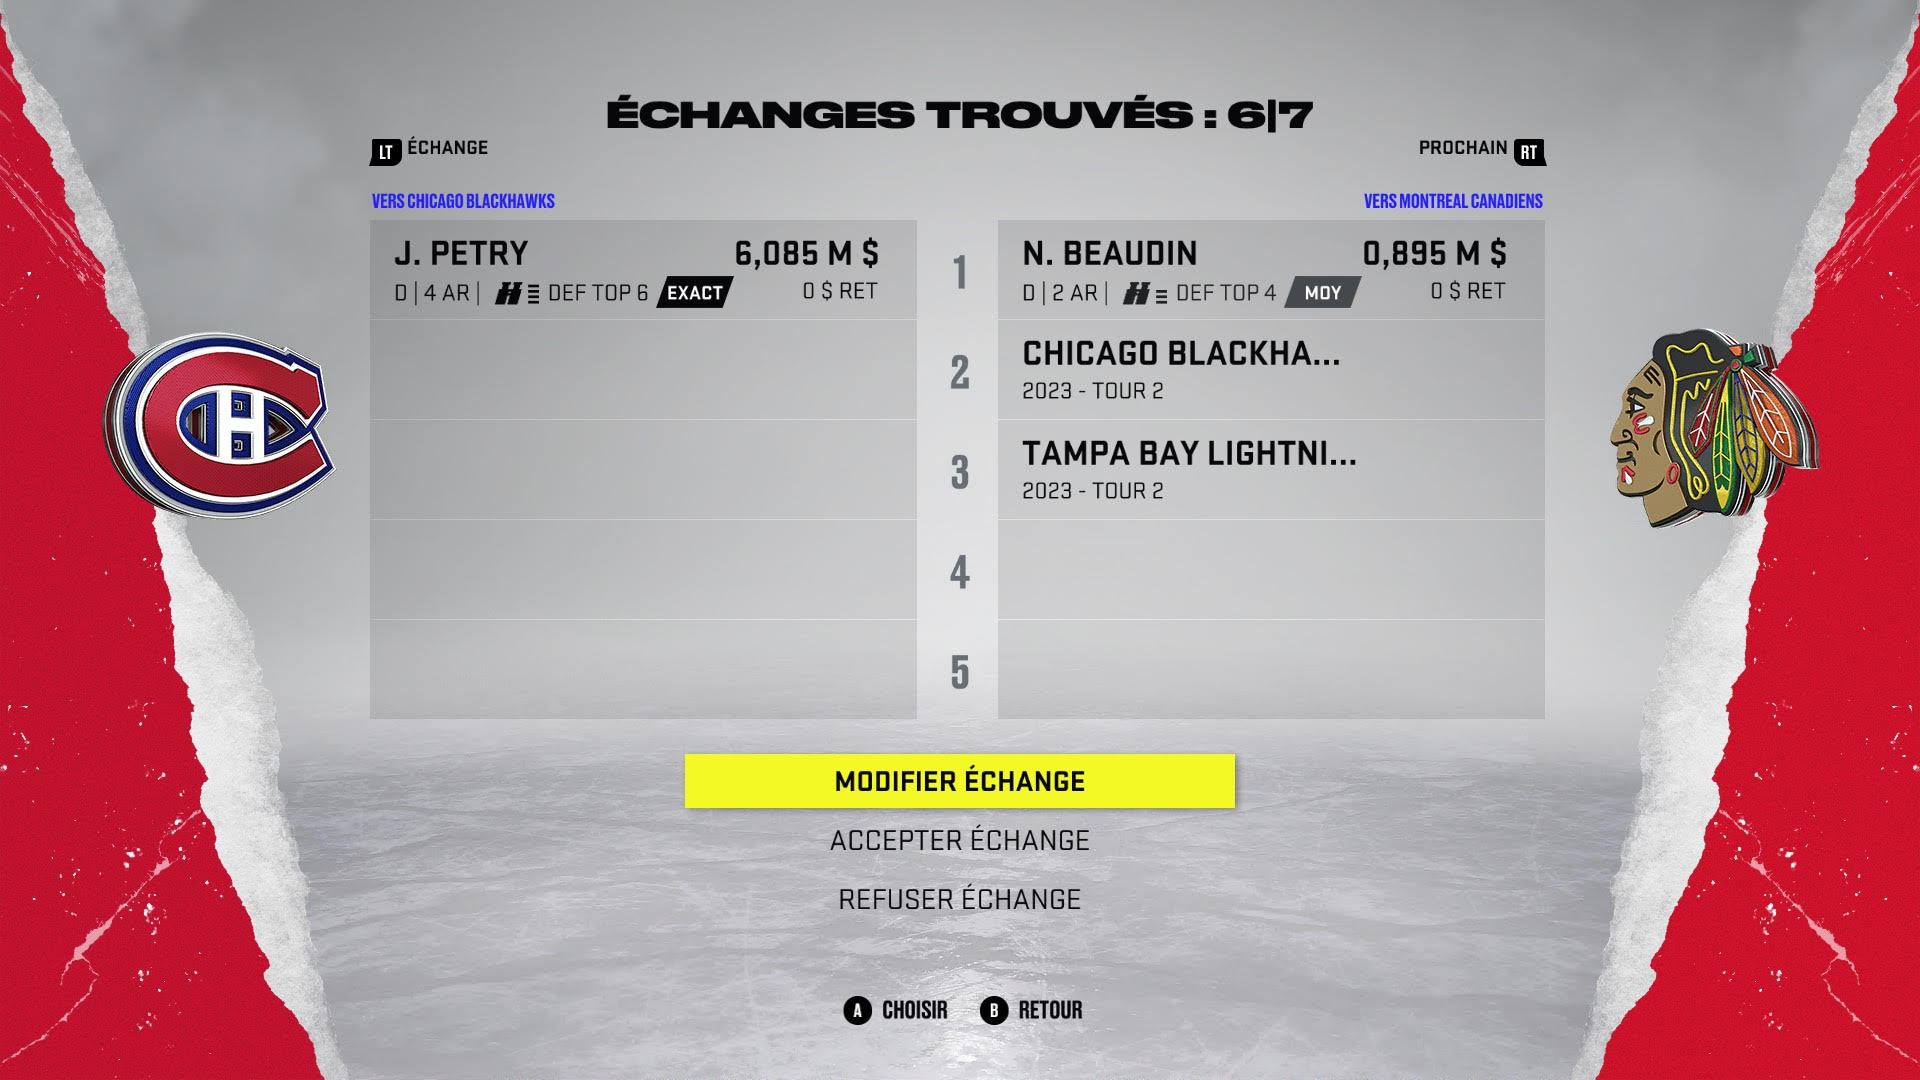 ÉCHANGES TROUVÉS : 6|7
LT ÉCHANGE
PROCHAIN RT
VERS CHICAGO BLACKHAWKS
VERS MONTREAL CANADIENS
J. PETRY 6,085 M $
D | 4 AR | DEF TOP 6 EXACT 0 $ RET
1
N. BEAUDIN 0,895 M $
D | 2 AR | DEF TOP 4 MOY 0 $ RET
2
CHICAGO BLACKHA...
2023 - TOUR 2
3
TAMPA BAY LIGHTNI...
2023 - TOUR 2
4
5
MODIFIER ÉCHANGE
ACCEPTER ÉCHANGE
REFUSER ÉCHANGE
A CHOISIR B RETOUR